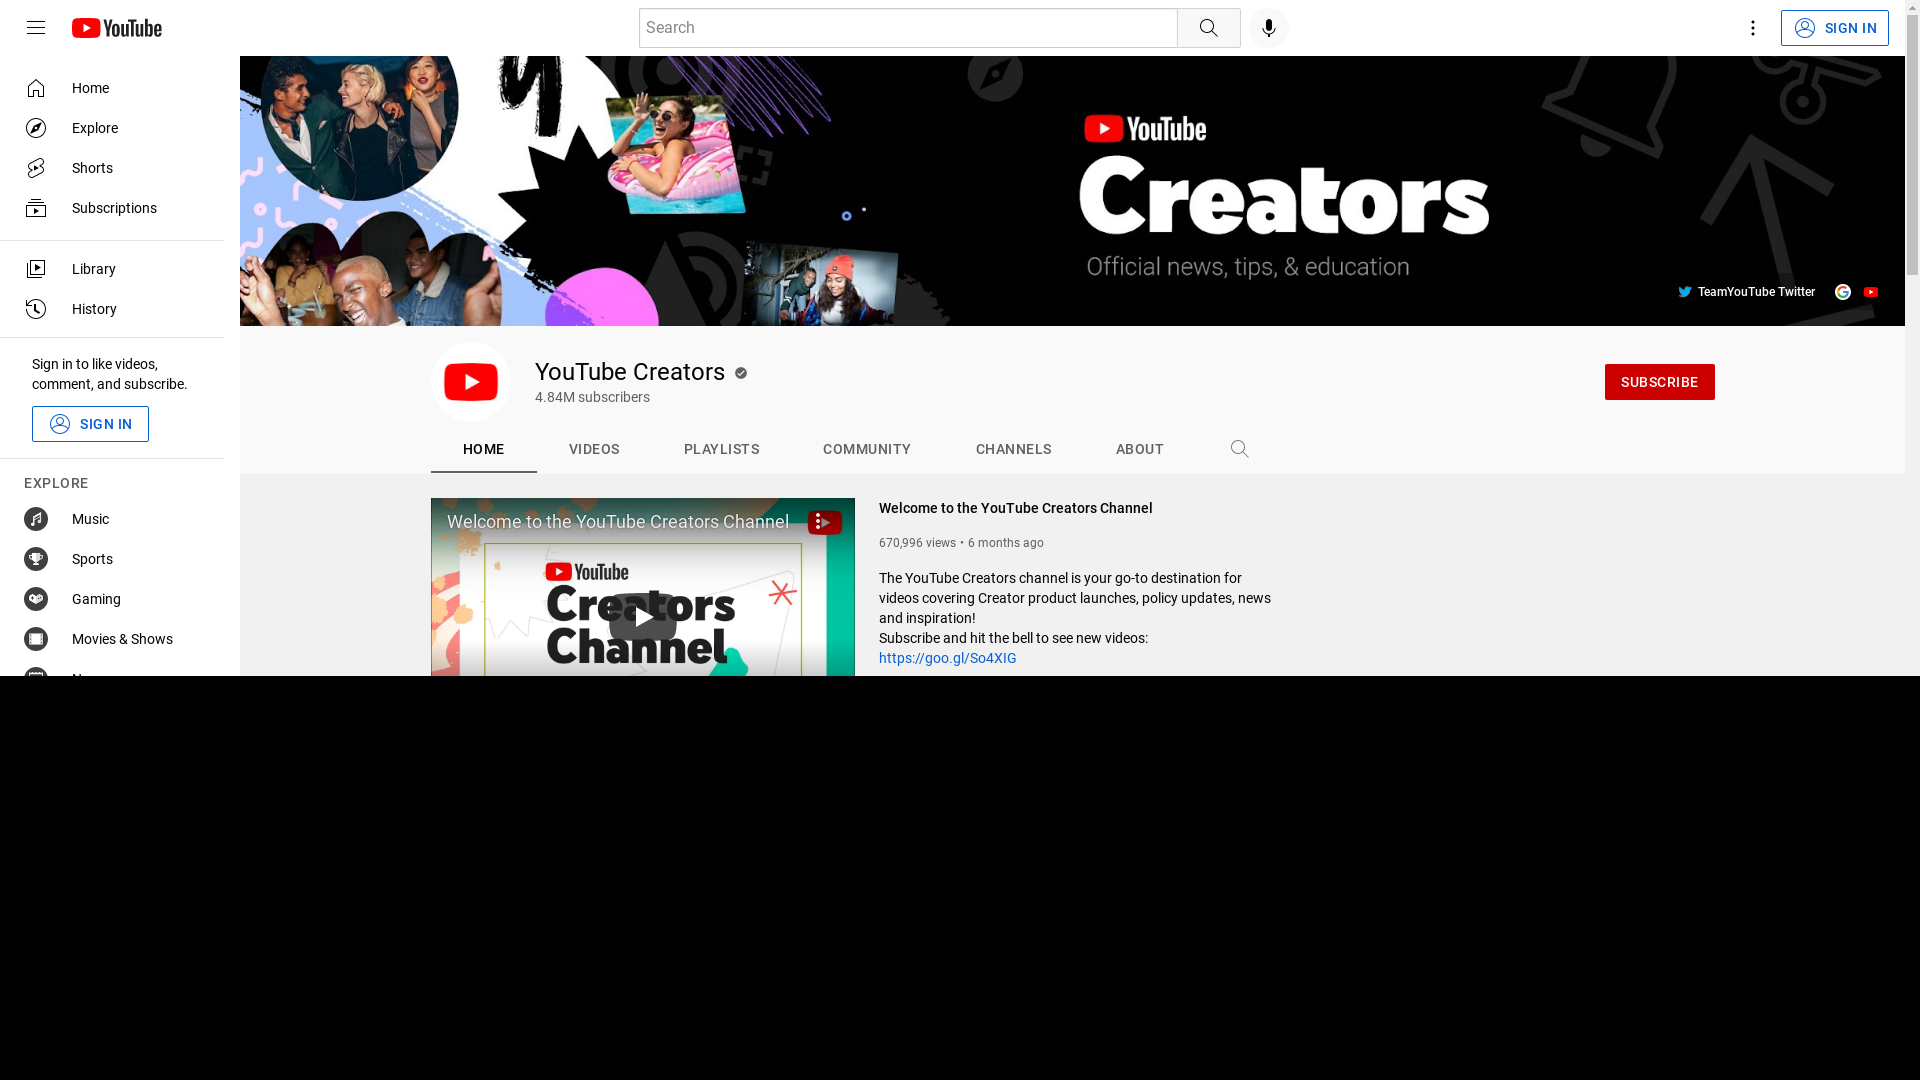 YouTube
Search
SIGN IN
Home
Explore
Shorts
Subscriptions
Library
History
Sign in to like videos,
comment, and subscribe.
SIGN IN
EXPLORE
Music
Sports
Gaming
Movies & Shows
YouTube
Creators
Official news, tips, & education
TeamYouTube Twitter
YouTube Creators
4.84M subscribers
SUBSCRIBE
HOME
VIDEOS
PLAYLISTS
COMMUNITY
CHANNELS
ABOUT
Welcome to the YouTube Creators Channel
YouTube
Creators
Channel
Welcome to the YouTube Creators Channel
670,996 views • 6 months ago
The YouTube Creators channel is your go-to destination for
videos covering Creator product launches, policy updates, news
and inspiration!
Subscribe and hit the bell to see new videos:
https://goo.gl/So4XIG